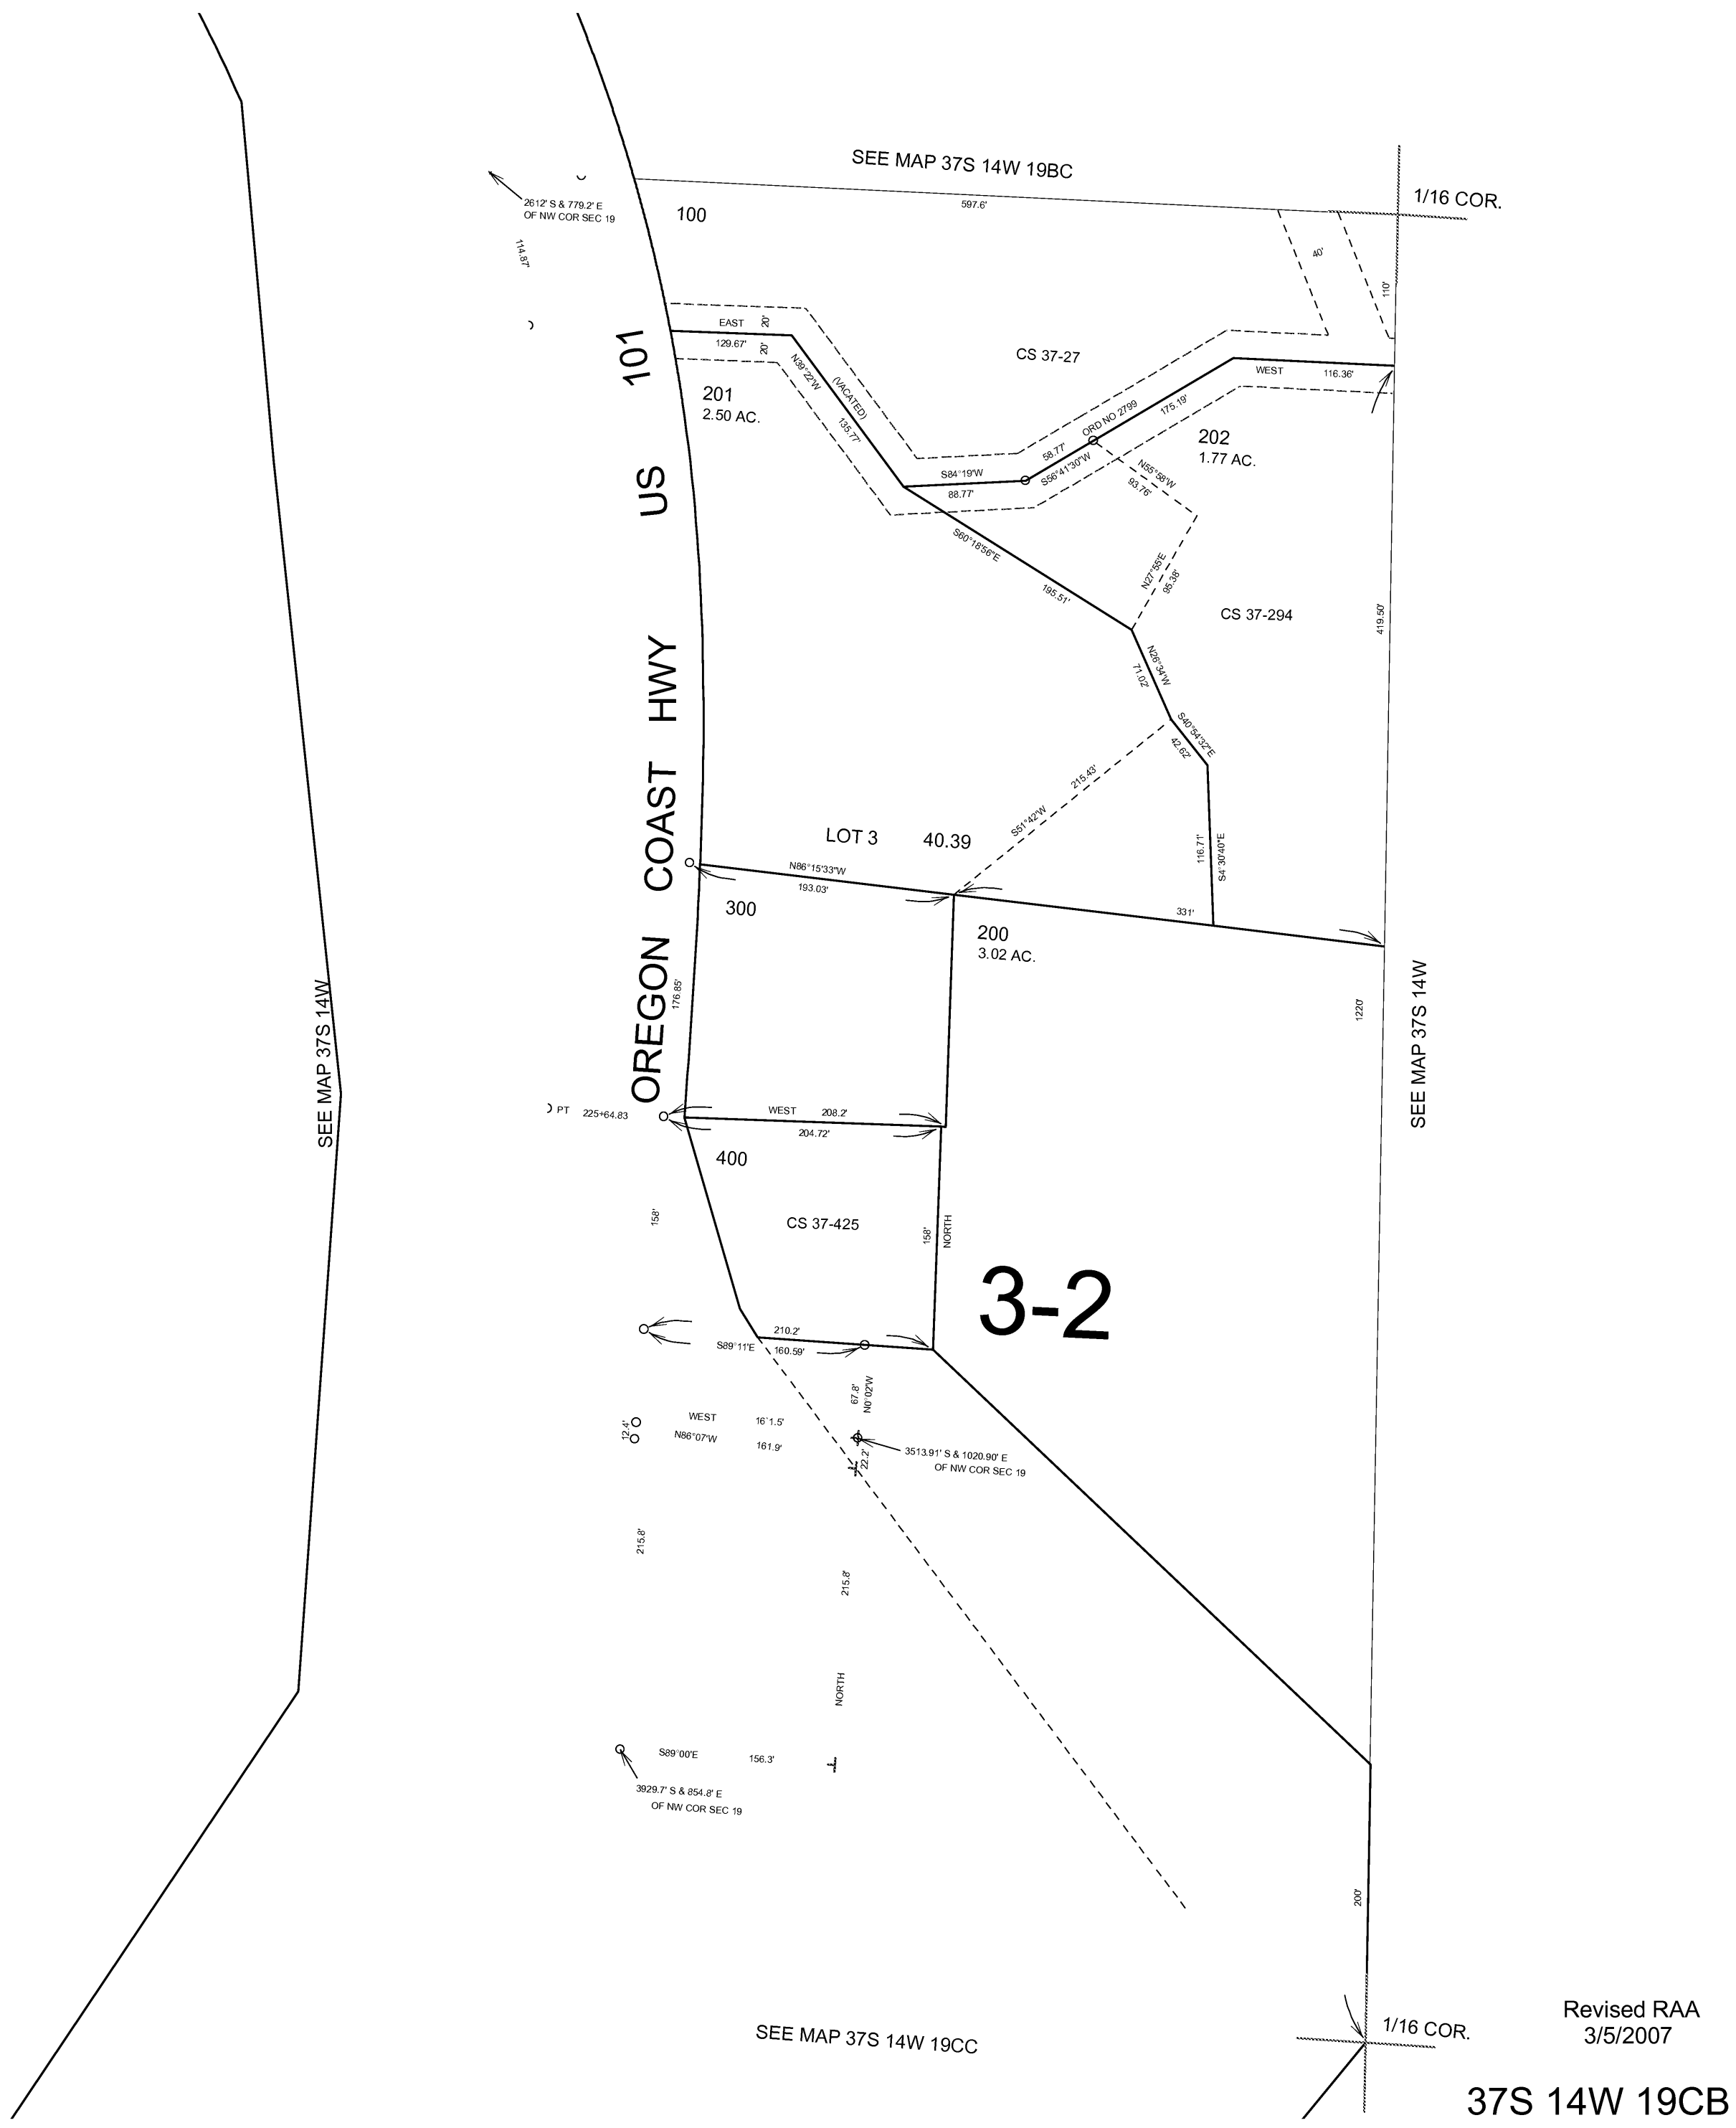 SEE MAP 37S 14W 19BC
1/16 COR.
2612' S & 779.2' E
OF NW COR SEC 19
597.6'
100
114.87'
40'
110'
EAST
20'
129.67'
20'
US 101
CS 37-27
N39°22'W
(VACATED)
135.77'
WEST
116.36'
201
2.50 AC.
ORD NO 2799
175.19'
58.77'
S56°41'30"W
202
1.77 AC.
S84°19'W
88.77'
N55°58'W
93.76'
S60°18'56"E
195.51'
N27°55'E
95.38'
CS 37-294
419.50'
N26°34'W
71.02'
S40°54'32"E
42.62'
OREGON COAST HWY
215.43'
S51°42'W
LOT 3
40.39
116.71'
S4°30'40"E
N86°15'33"W
193.03'
300
331'
200
3.02 AC.
176.85'
SEE MAP 37S 14W
1220'
SEE MAP 37S 14W
PT 225+64.83
WEST 208.2'
204.72'
400
158'
CS 37-425
158'
NORTH
3-2
210.2'
S89°11'E 160.59'
67.8'
N0°02'W
WEST 16`1.5'
12.4'
N86°07'W 161.9'
22.2'
3513.91' S & 1020.90' E
OF NW COR SEC 19
215.8'
215.8'
NORTH
S89°00'E 156.3'
3929.7' S & 854.8' E
OF NW COR SEC 19
200'
SEE MAP 37S 14W 19CC
1/16 COR.
Revised RAA
3/5/2007
37S 14W 19CB